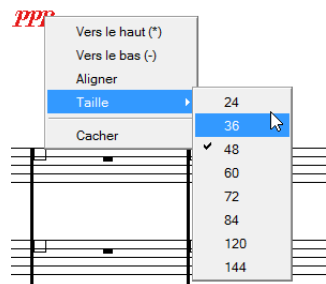 ppp
Vers le haut (*)
Vers le bas (-)
Aligner
Taille
Cacher
24
36
48
60
72
84
120
144